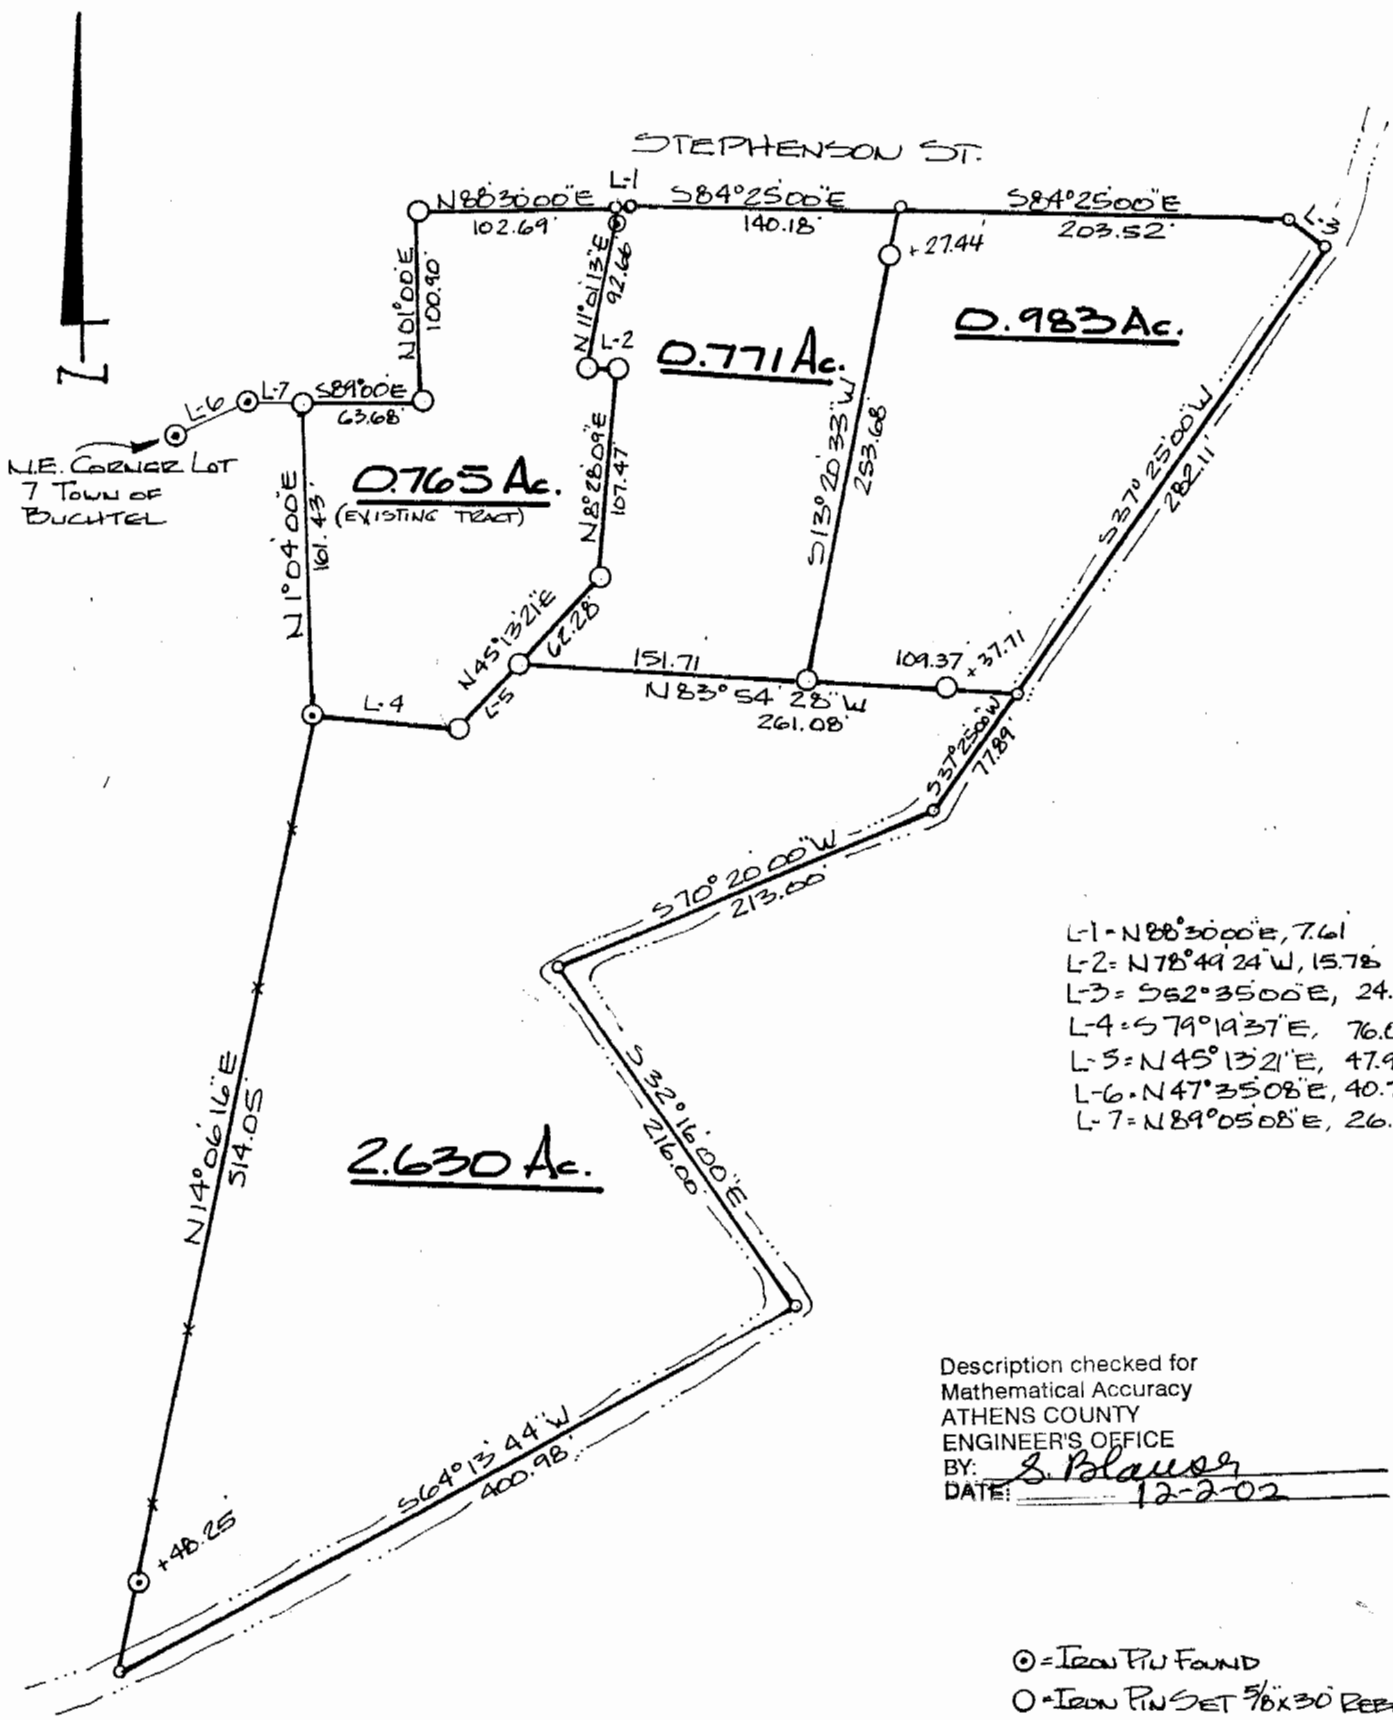 STEPHENSON ST.
N88°30'00"E
102.69'
L-1
S84°25'00"E
140.18'
S84°25'00"E
203.52'
L-3
+27.44'
N01°00'00"E
100.90'
N11°01'13"E
92.66'
L-2
0.771 Ac.
0.983 Ac.
Z
L-6
L-7
S89°00'E
63.68'
N.E. CORNER LOT
7 TOWN OF
BUCHTEL
0.765 Ac.
(EXISTING TRACT)
N1°04'00"E
161.43'
N8°28'09"E
107.47'
S13°20'33"W
253.68'
S37°25'00"W
282.11'
N45°13'21"E
62.28'
L-4
L-5
151.71
N83°54'28"W
261.08'
109.37
+37.71
S37°25'00"W
77.89'
S70°20'00"W
213.00'
L-1=N88°30'00"E, 7.61'
L-2=N78°49'24"W, 15.78
L-3=S52°35'00"E, 24.
L-4=S79°19'37"E, 76.
L-5=N45°13'21"E, 47.9
L-6=N47°35'08"E, 40.
L-7=N89°05'08"E, 26.
S32°16'00"E
216.00'
N14°06'16"E
514.05'
2.630 Ac.
S64°13'44"W
400.98'
+48.25'
Description checked for
Mathematical Accuracy
ATHENS COUNTY
ENGINEER'S OFFICE
BY: S. Blauser
DATE: 12-2-02
=IRON PIN FOUND
=IRON PIN SET 5/8"x30"